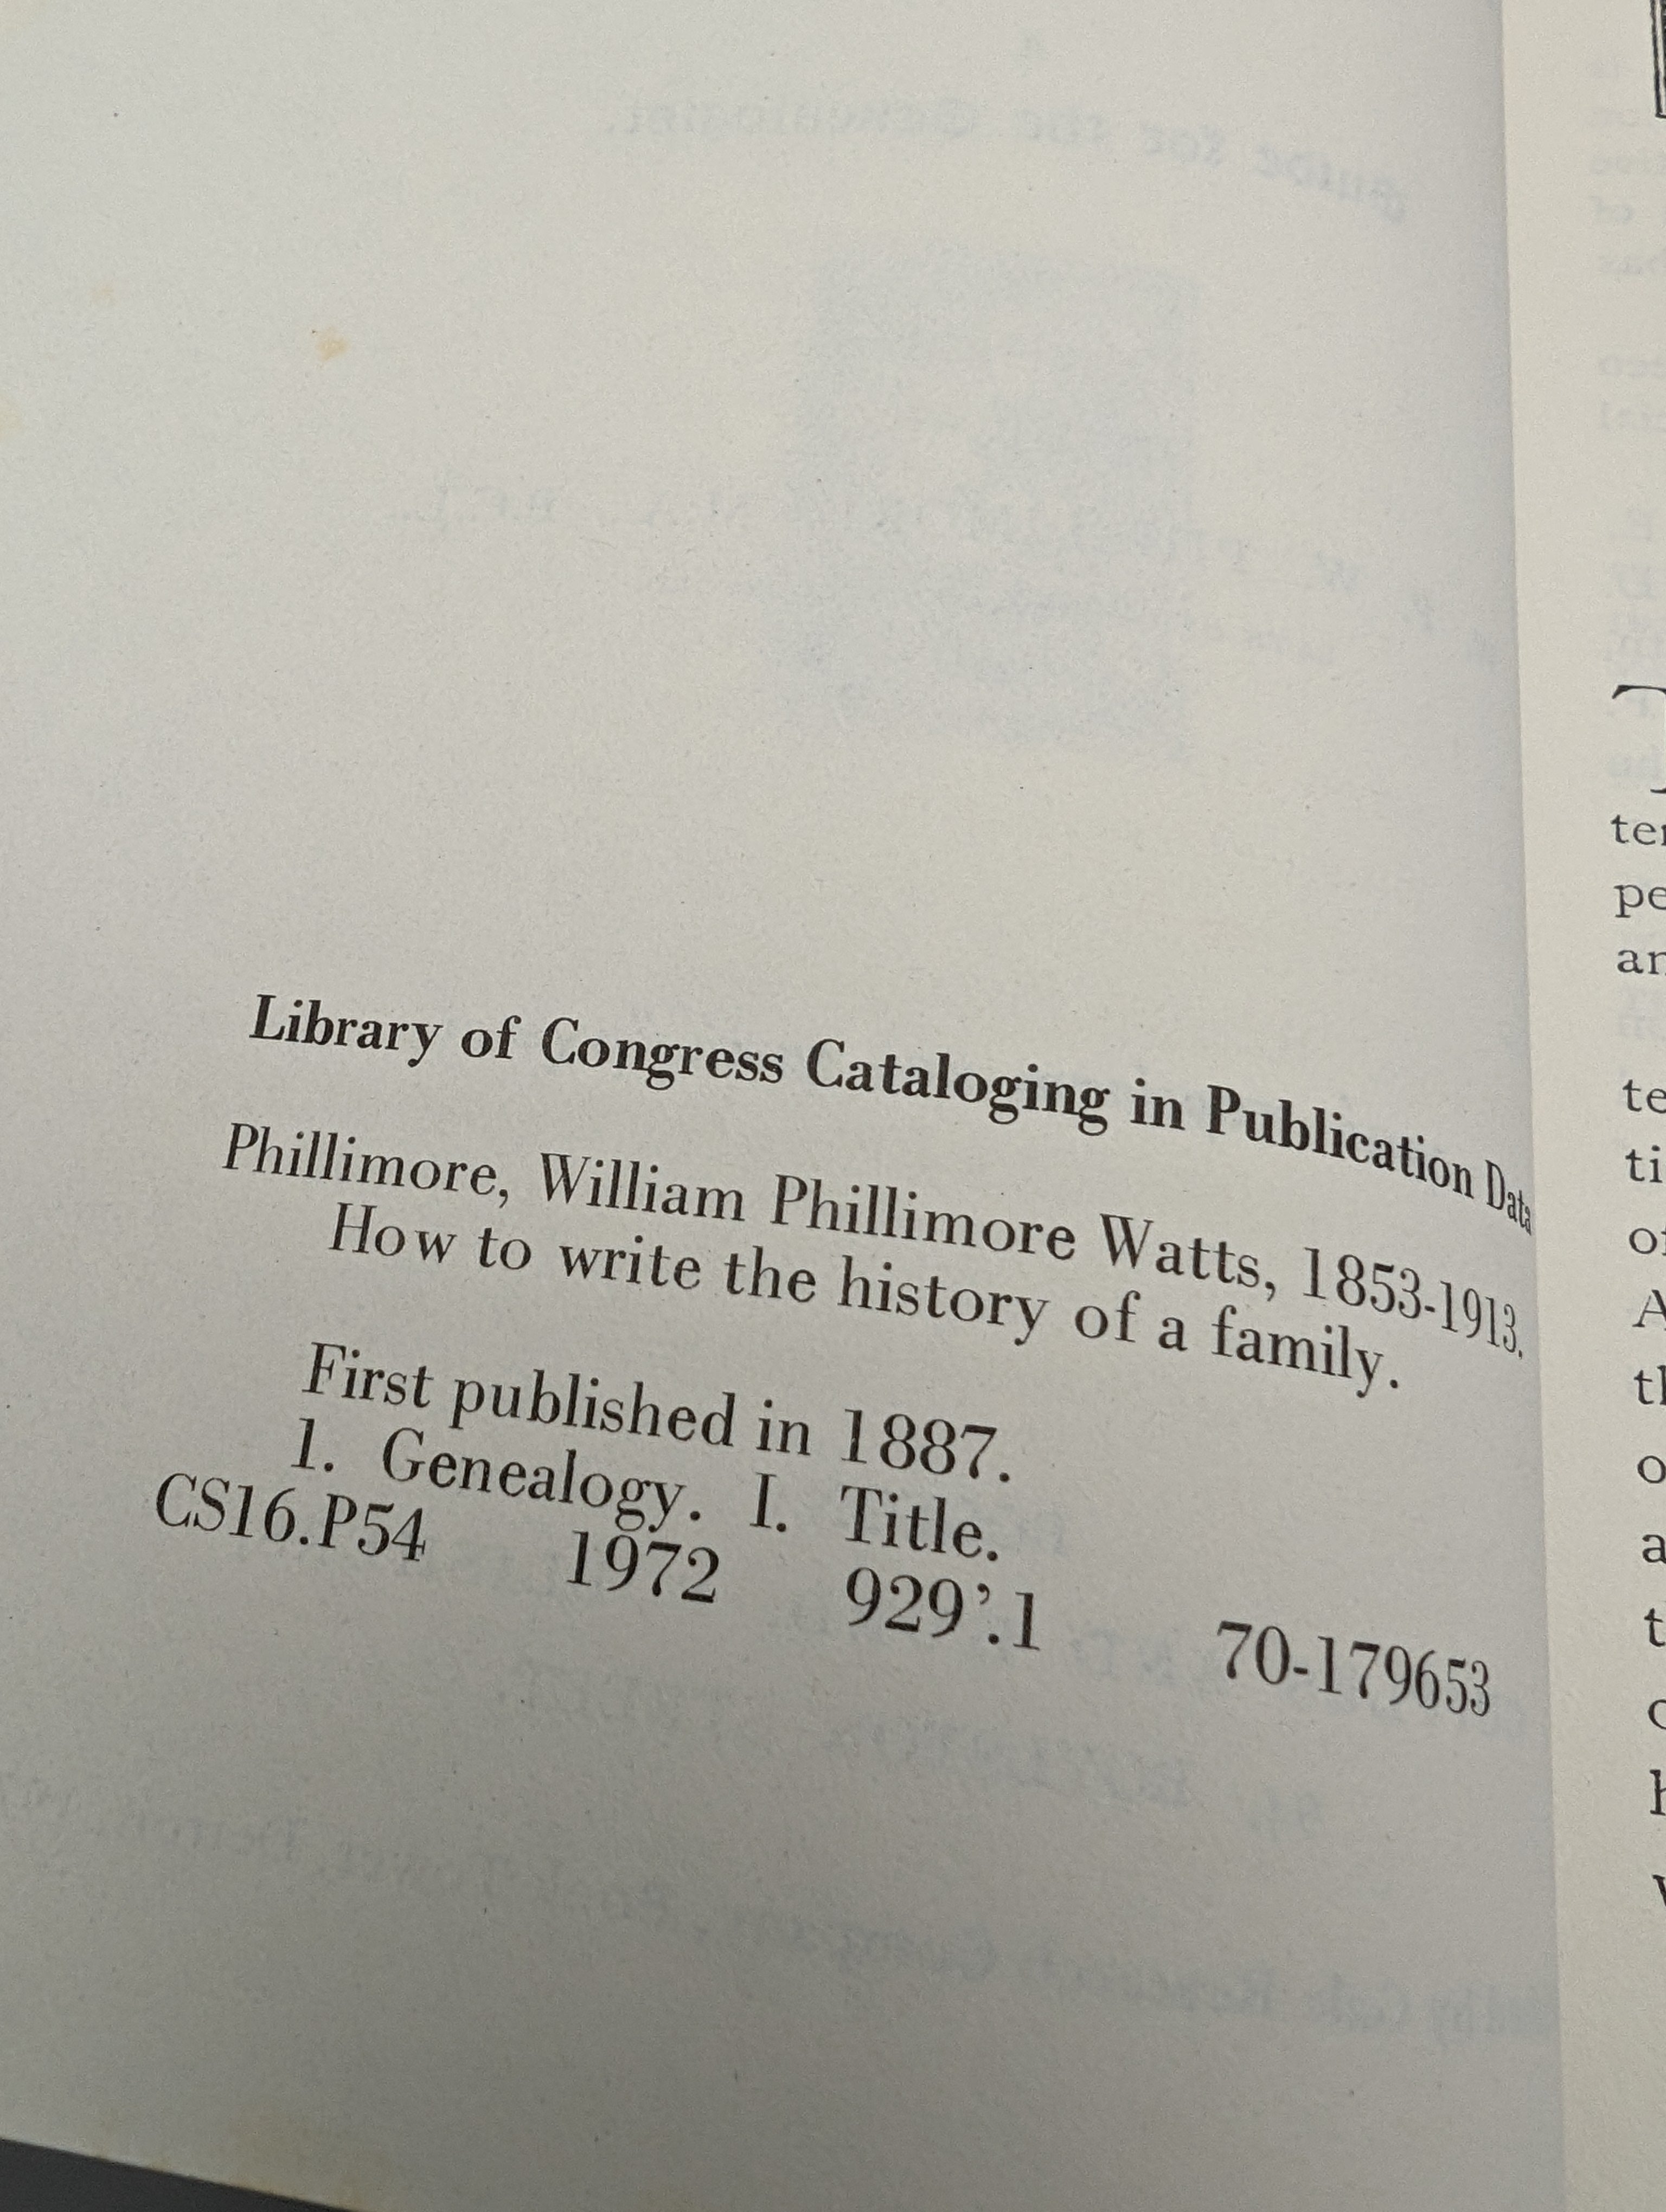 Library of Congress Cataloging in Publication Data
Phillimore, William Phillimore Watts, 1853-1913.
How to write the history of a family.
First published in 1887.
1. Genealogy. I. Title.
CS16.P54 1972 929'.1 70-179653